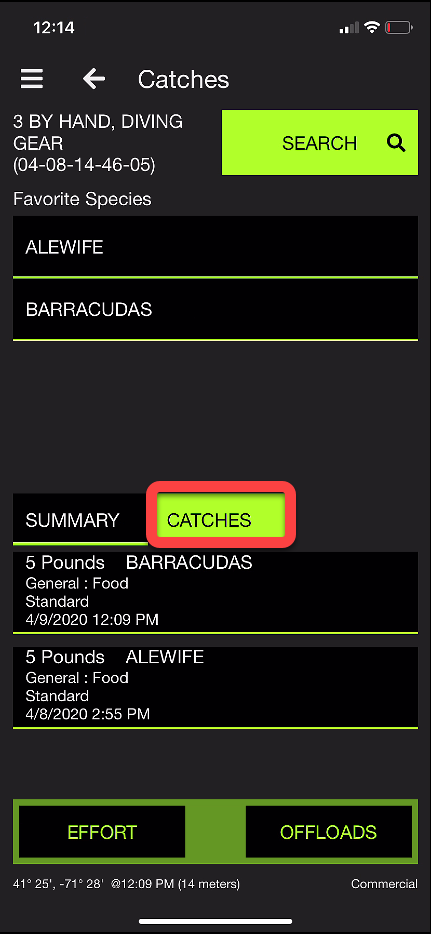 12:14
Catches
3 BY HAND, DIVING
GEAR
(04-08-14-46-05)
SEARCH
Favorite Species
ALEWIFE
BARRACUDAS
SUMMARY CATCHES
5 Pounds BARRACUDAS
General : Food
Standard
4/9/2020 12:09 PM
5 Pounds ALEWIFE
General : Food
Standard
4/8/2020 2:55 PM
EFFORT OFFLOADS
41° 25', -71° 28' @12:09 PM (14 meters) Commercial